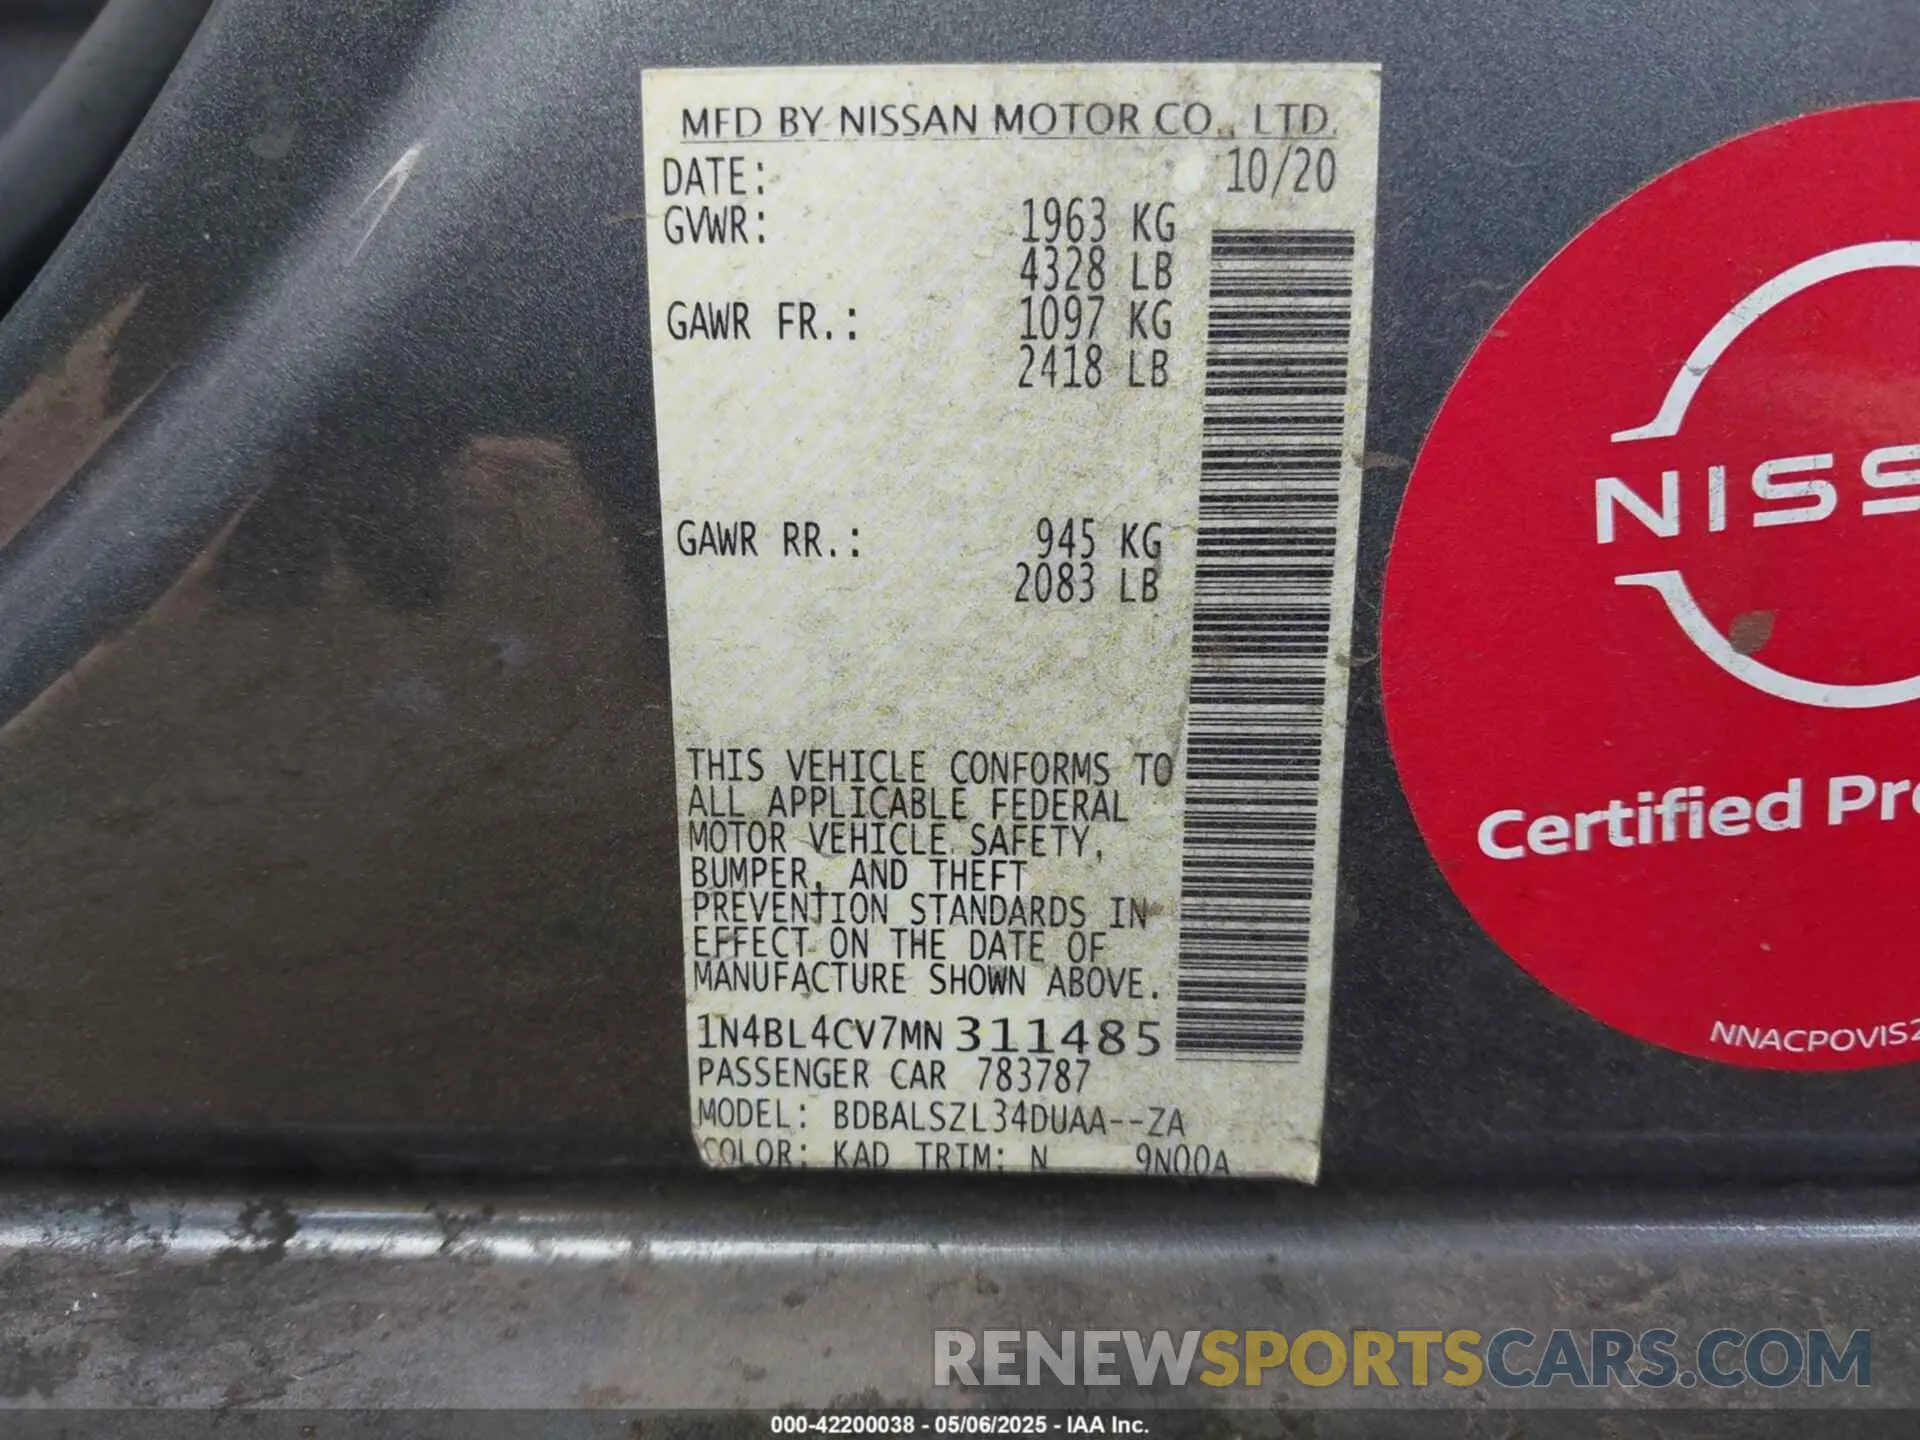 MFD BY NISSAN MOTOR CO., LTD.
DATE: 10/20
GVWR: 1963 KG
4328 LB
GAWR FR.: 1097 KG
2418 LB
GAWR RR.: 945 KG
2083 LB
THIS VEHICLE CONFORMS TO
ALL APPLICABLE FEDERAL
MOTOR VEHICLE SAFETY,
BUMPER, AND THEFT
PREVENTION STANDARDS IN
EFFECT ON THE DATE OF
MANUFACTURE SHOWN ABOVE.
1N4BL4CV7MN311485
PASSENGER CAR 783787
MODEL: BDBALSZL34DUAA--ZA
COLOR: KAD TRIM: N 9N00A
NISS
Certified Pr
NNACPOVIS2
RENEWSPORTSCARS.COM
000-42200038 - 05/06/2025 - IAA Inc.